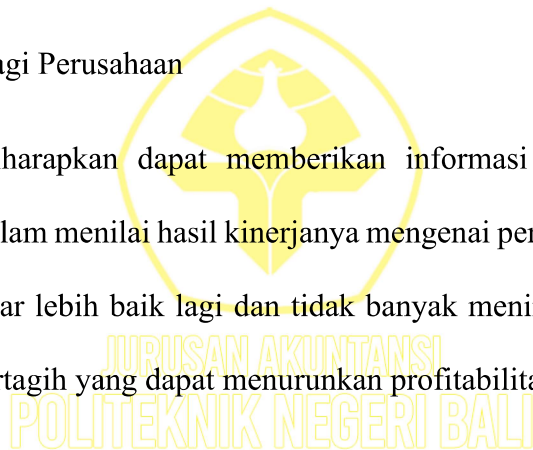 agi Perusahaan
harapkan dapat memberikan informasi
lam menilai hasil kinerjanya mengenai per
ar lebih baik lagi dan tidak banyak meni
JURUSAN AKUNTANSI
rtagih yang dapat menurunkan profitabilita
POLITEKNIK NEGERI BALI